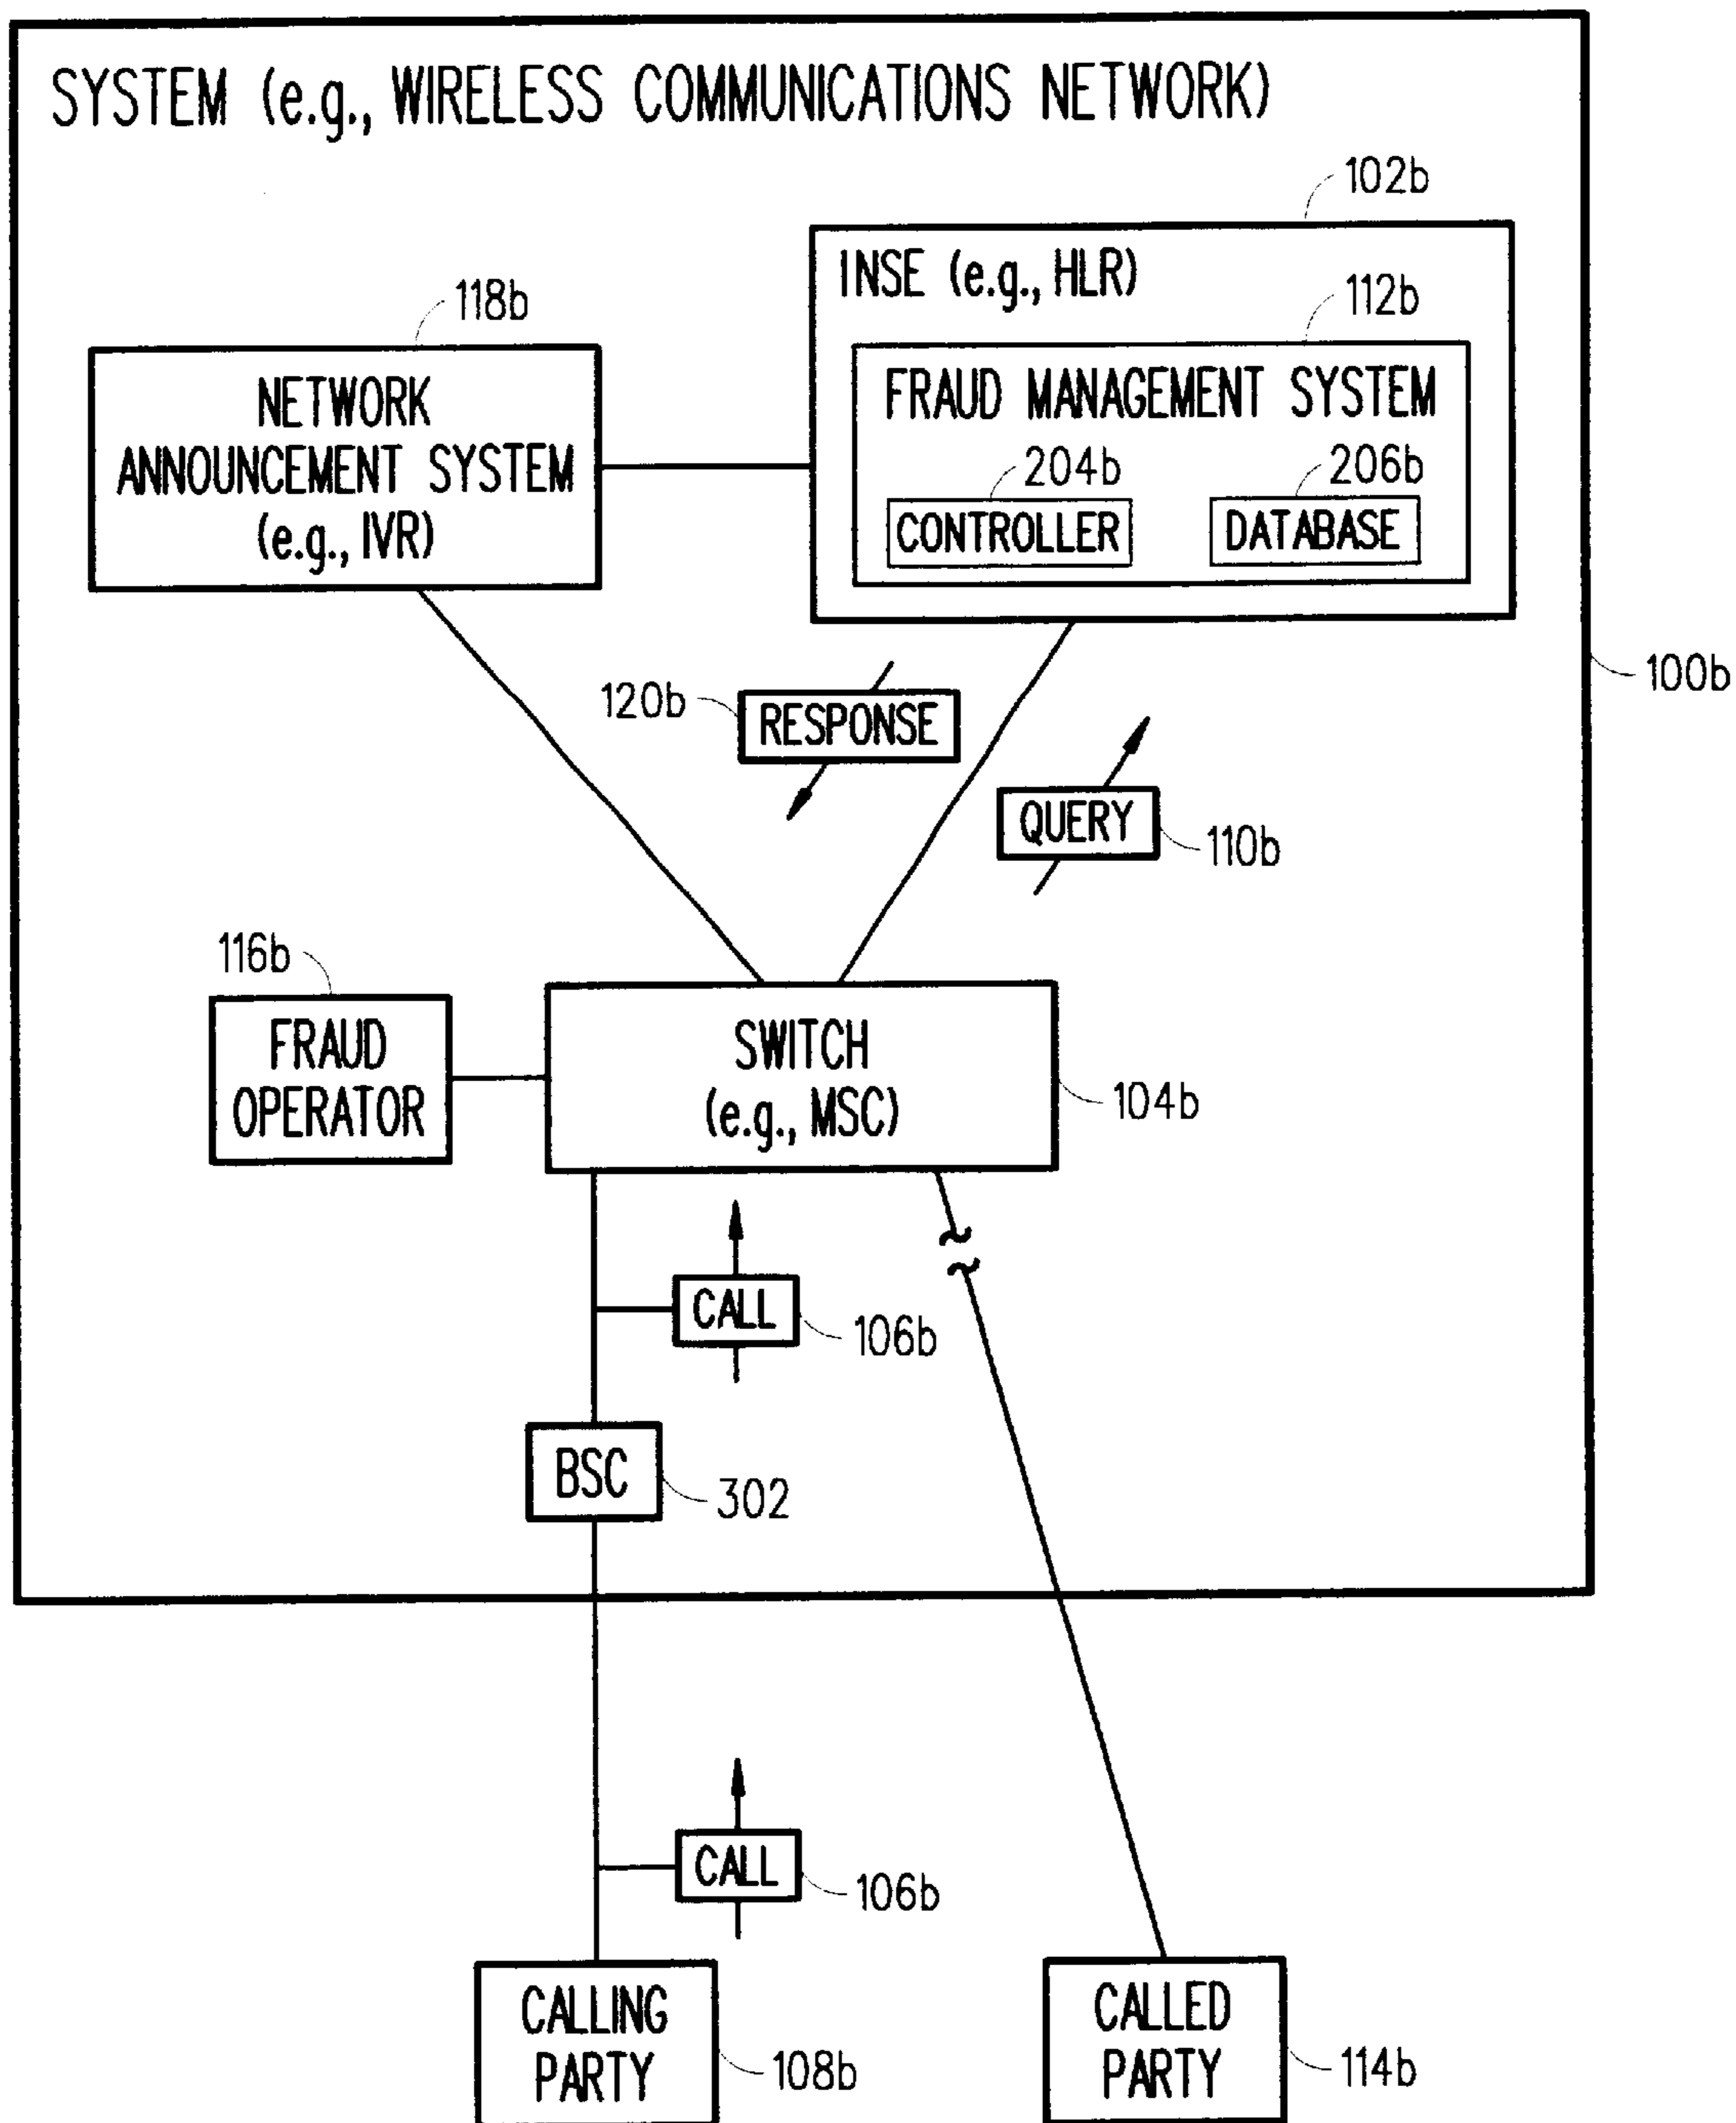 SYSTEM (e.g., WIRELESS COMMUNICATIONS NETWORK)
102b
INSE (e.g., HLR)
118b
112b
NETWORK
ANNOUNCEMENT SYSTEM
(e.g., IVR)
FRAUD MANAGEMENT SYSTEM
204b
206b
CONTROLLER
DATABASE
100b
120b
RESPONSE
QUERY
110b
116b
FRAUD
OPERATOR
SWITCH
(e.g., MSC)
104b
CALL
106b
BSC
302
CALL
106b
CALLING
PARTY
108b
CALLED
PARTY
114b